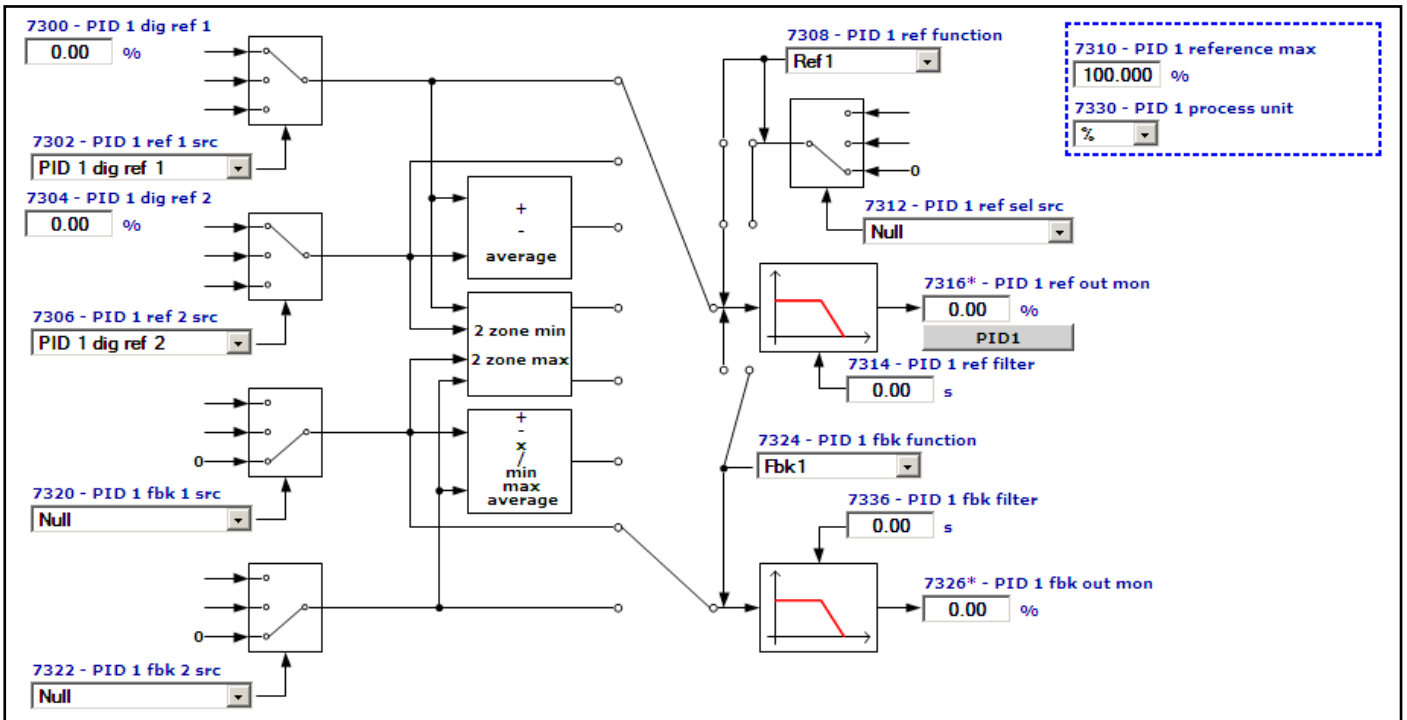 7300 - PID 1 dig ref 1
0.00 %
7302 - PID 1 ref 1 src
PID 1 dig ref 1
7304 - PID 1 dig ref 2
0.00 %
7306 - PID 1 ref 2 src
PID 1 dig ref 2
0
7320 - PID 1 fbk 1 src
Null
0
7322 - PID 1 fbk 2 src
Null
+
-
average
2 zone min
2 zone max
+
-
x
/
min
max
average
7308 - PID 1 ref function
Ref 1
0
7312 - PID 1 ref sel src
Null
7310 - PID 1 reference max
100.000 %
7330 - PID 1 process unit
%
7316* - PID 1 ref out mon
0.00 %
PID1
7314 - PID 1 ref filter
0.00 s
7324 - PID 1 fbk function
Fbk1
7336 - PID 1 fbk filter
0.00 s
7326* - PID 1 fbk out mon
0.00 %